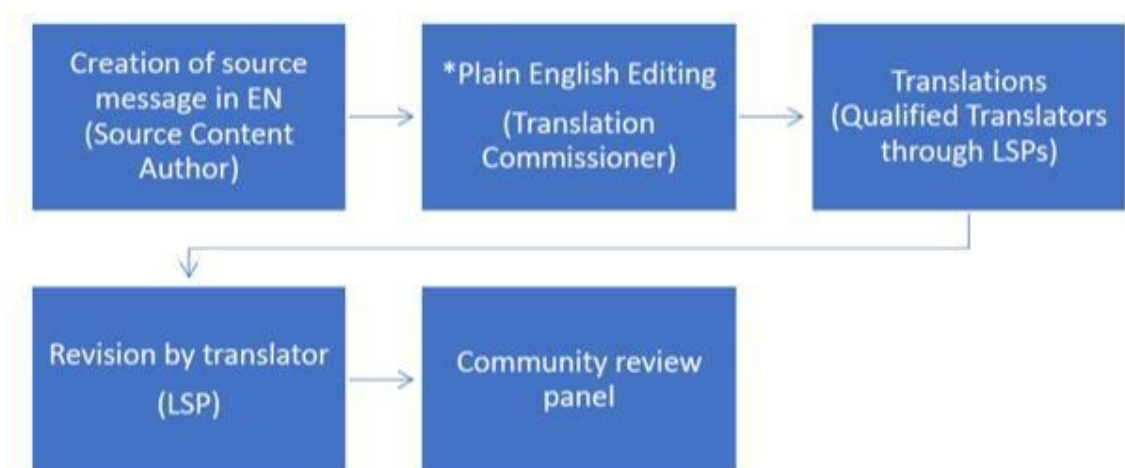 Creation of source
message in EN
(Source Content
Author)
*Plain English Editing
(Translation
Commissioner)
Translations
(Qualified Translators
through LSPs)
Revision by translator
(LSP)
Community review
panel